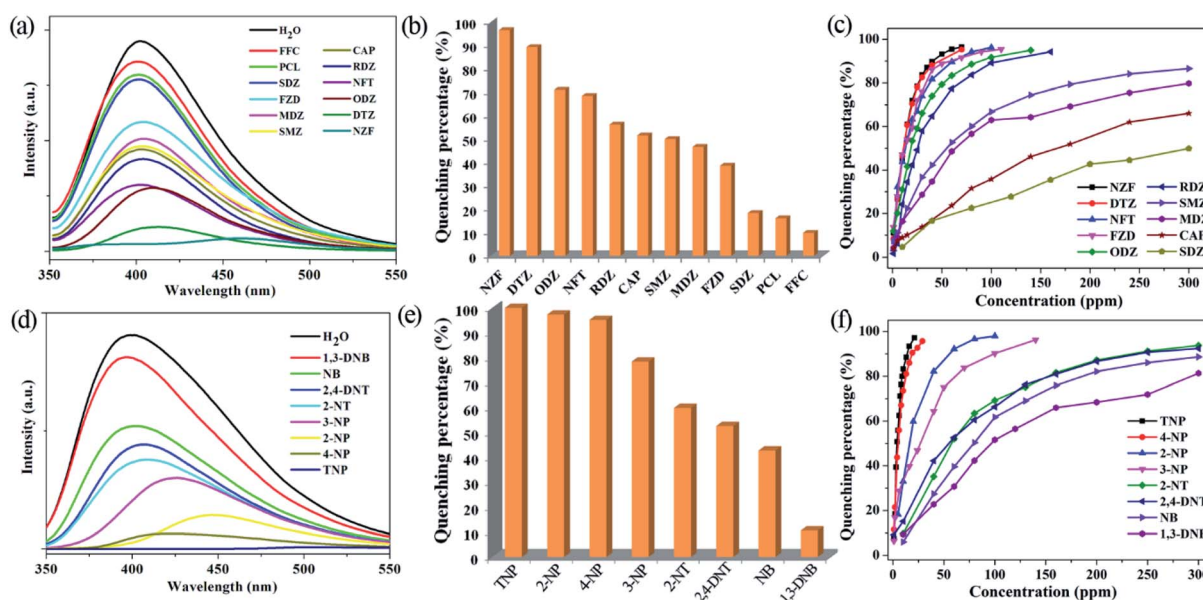 (a)
Intensity (a.u.)
H₂O
FFC
PCL
SDZ
FZD
MDZ
SMZ
CAP
RDZ
NFT
ODZ
DTZ
NZF
350 400 450 500 550
Wavelength (nm)
(b)
Quenching percentage (%)
100
90
80
70
60
50
40
30
20
10
0
NZF DTZ ODZ NFT RDZ CAP SMZ MDZ FZD SDZ PCL FFC
(c)
Quenching percentage (%)
100
80
60
40
20
0
NZF
DTZ
NFT
FZD
ODZ
RDZ
SMZ
MDZ
CAP
SDZ
0 50 100 150 200 250 300
Concentration (ppm)
(d)
Intensity (a.u.)
H₂O
1,3-DNB
NB
2,4-DNT
2-NT
3-NP
2-NP
4-NP
TNP
350 400 450 500 550
Wavelength (nm)
(e)
Quenching percentage (%)
100
90
80
70
60
50
40
30
20
10
0
TNP 2-NP 4-NP 3-NP 2-NT 2,4-DNT NB 1,3-DNB
(f)
Quenching percentage (%)
100
80
60
40
20
0
TNP
4-NP
2-NP
3-NP
2-NT
2,4-DNT
NB
1,3-DNB
0 50 100 150 200 250 300
Concentration (ppm)